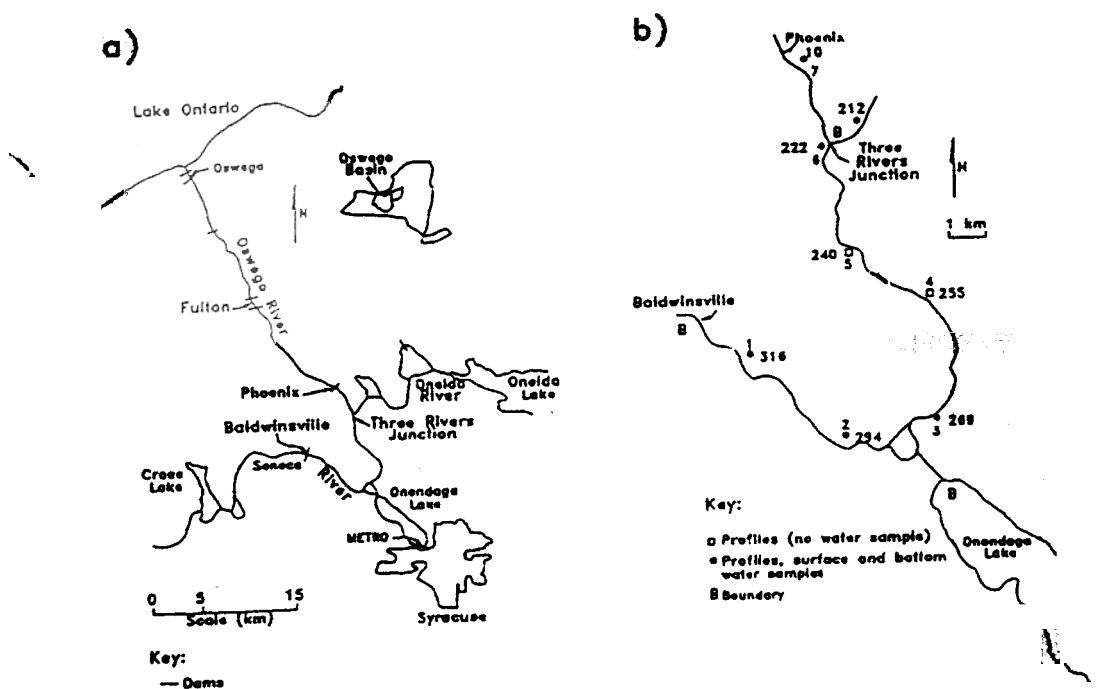 a)
Lake Ontario
Oswego
Oswego
Basin
N
Oswego River
Fulton
Phoenix
Oneida
River
Oneida
Lake
Three Rivers
Junction
Baldwinsville
Seneca
River
Cross
Lake
Onondaga
Lake
METRO
Syracuse
0 5 15
Scale (km)
Key:
— Dams
b)
Phoenix
10
7
212
B
222
6
Three
Rivers
Junction
N
1 km
240
5
4
255
Baldwinsville
B
1
316
2
294
3
269
B
Onondaga
Lake
Key:
Profiles (no water sample)
Profiles, surface and bottom
water samples
B Boundary